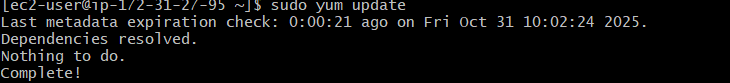 [ec2-user@ip-172-31-27-95 ~]$ sudo yum update
Last metadata expiration check: 0:00:21 ago on Fri Oct 31 10:02:24 2025.
Dependencies resolved.
Nothing to do.
Complete!